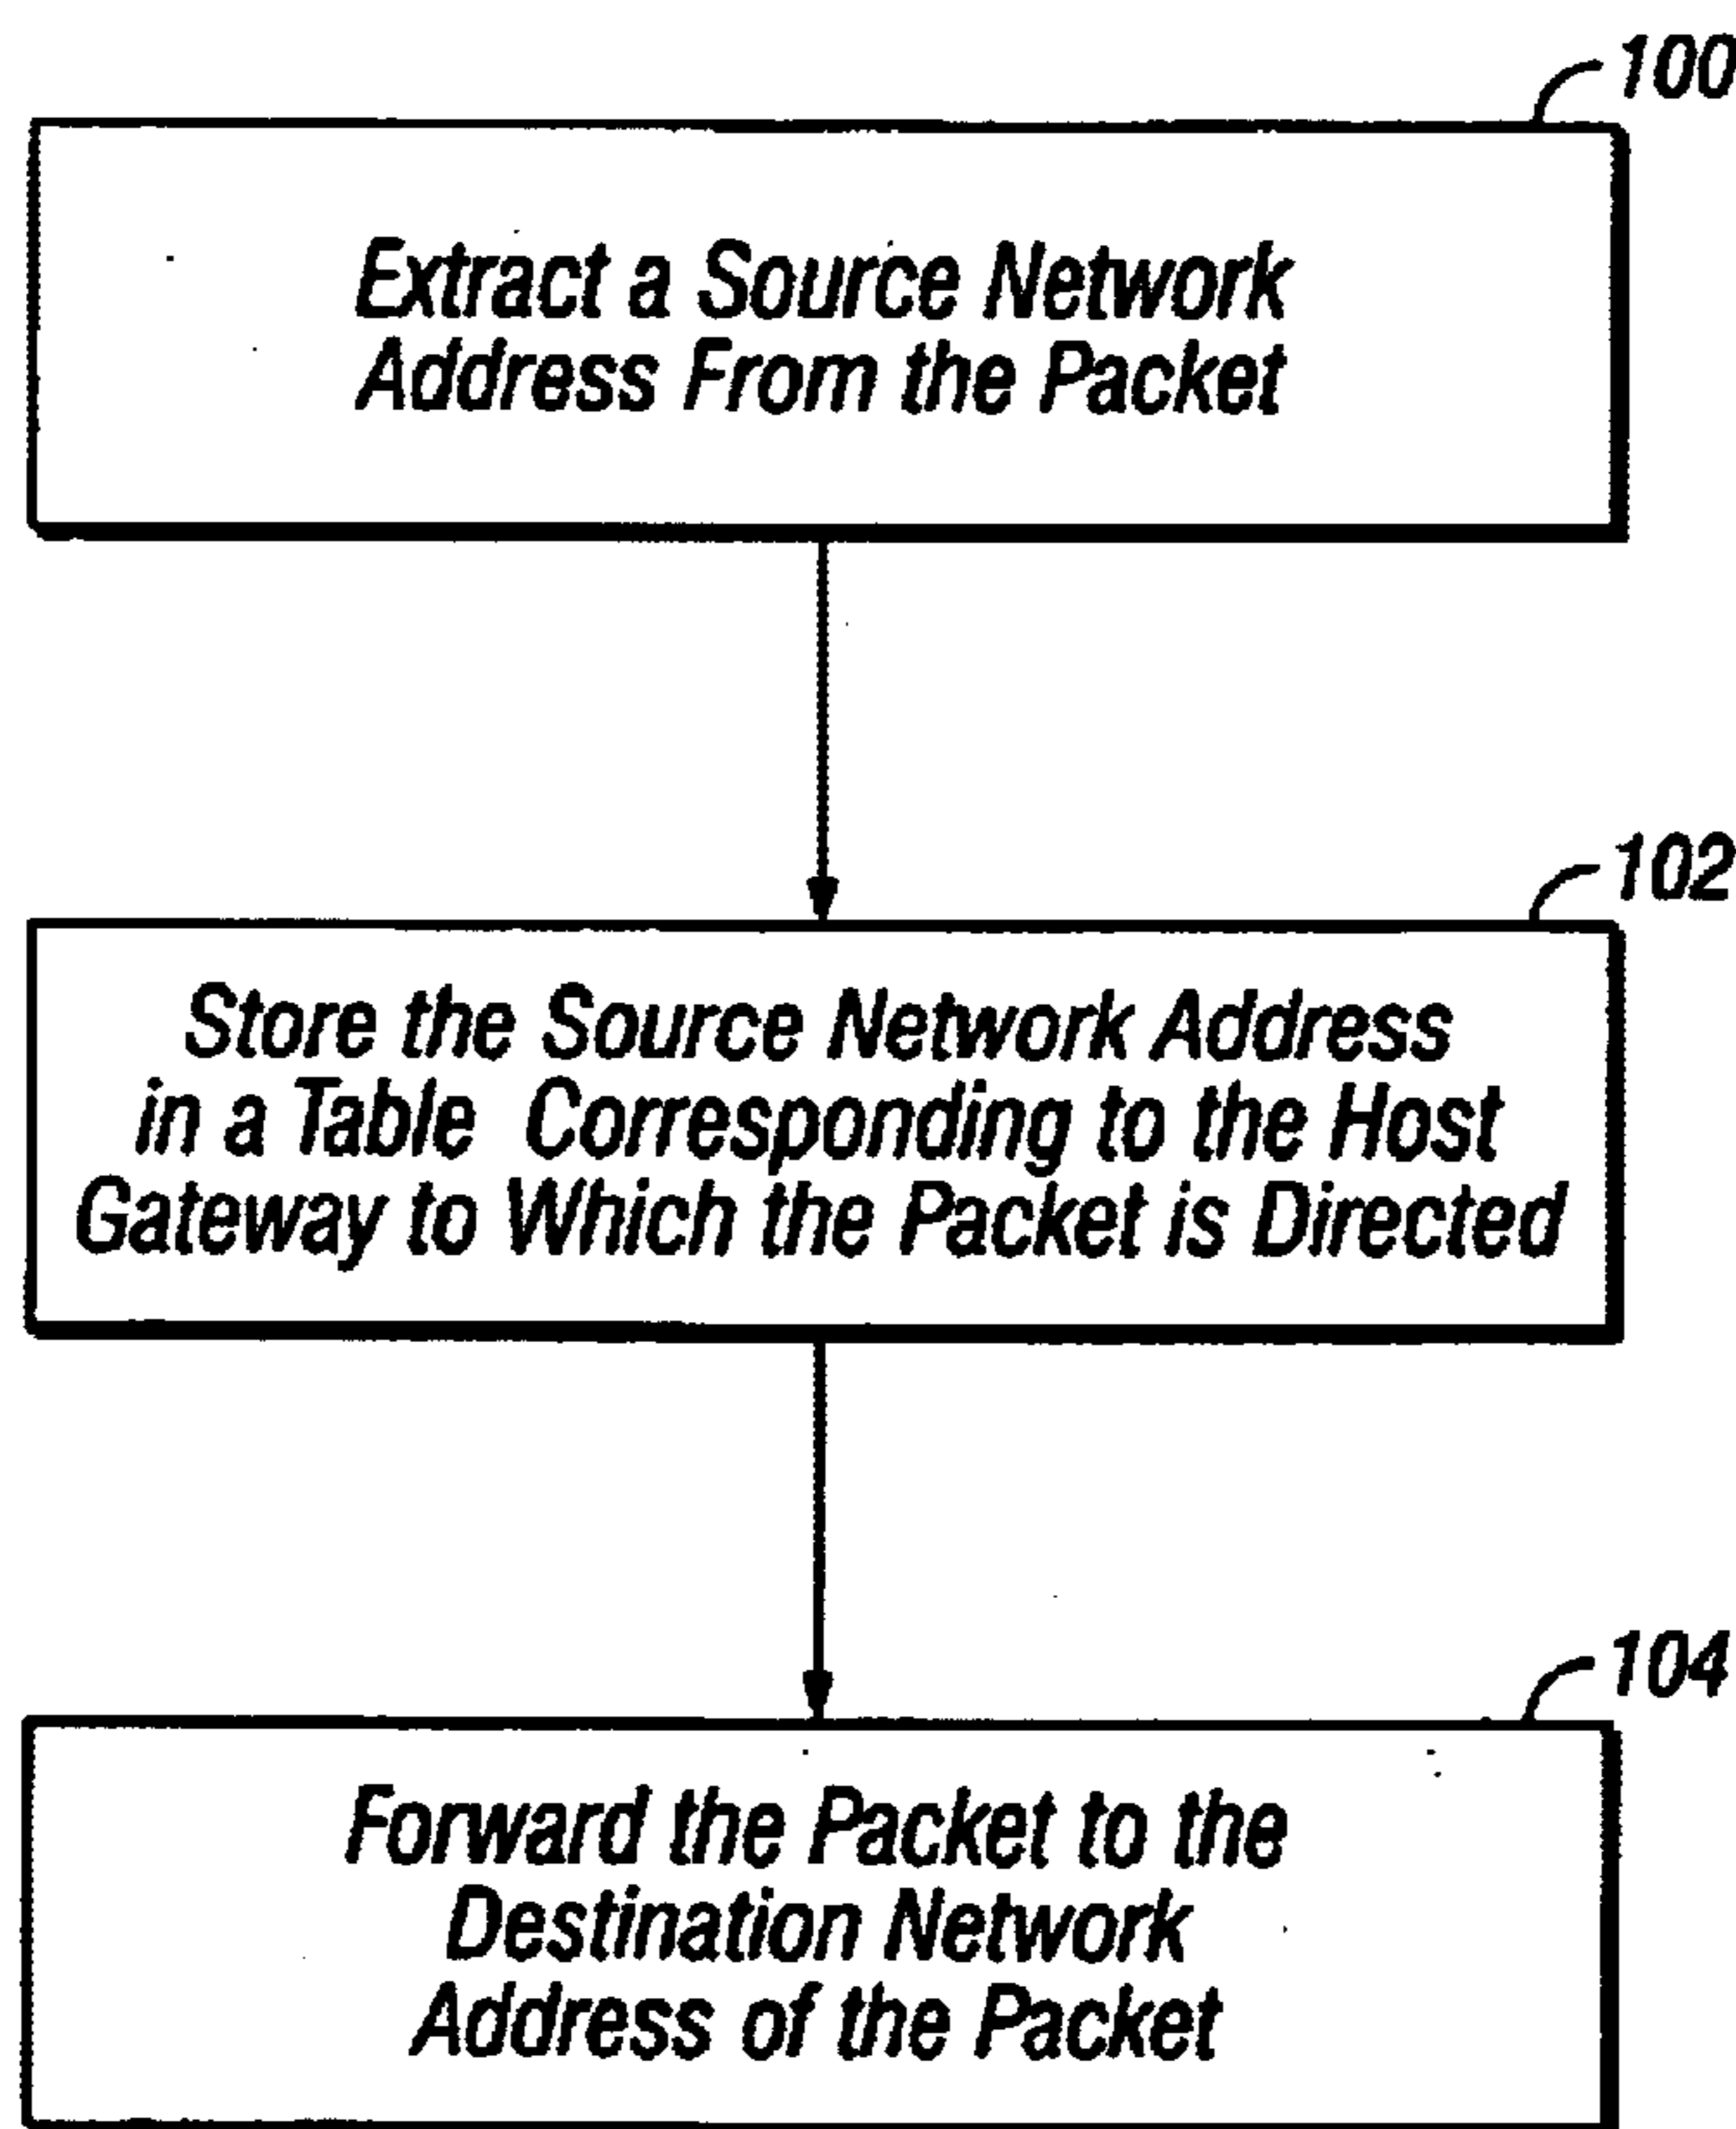 100
Extract a Source Network
Address From the Packet
102
Store the Source Network Address
in a Table Corresponding to the Host
Gateway to Which the Packet is Directed
104
Forward the Packet to the
Destination Network
Address of the Packet